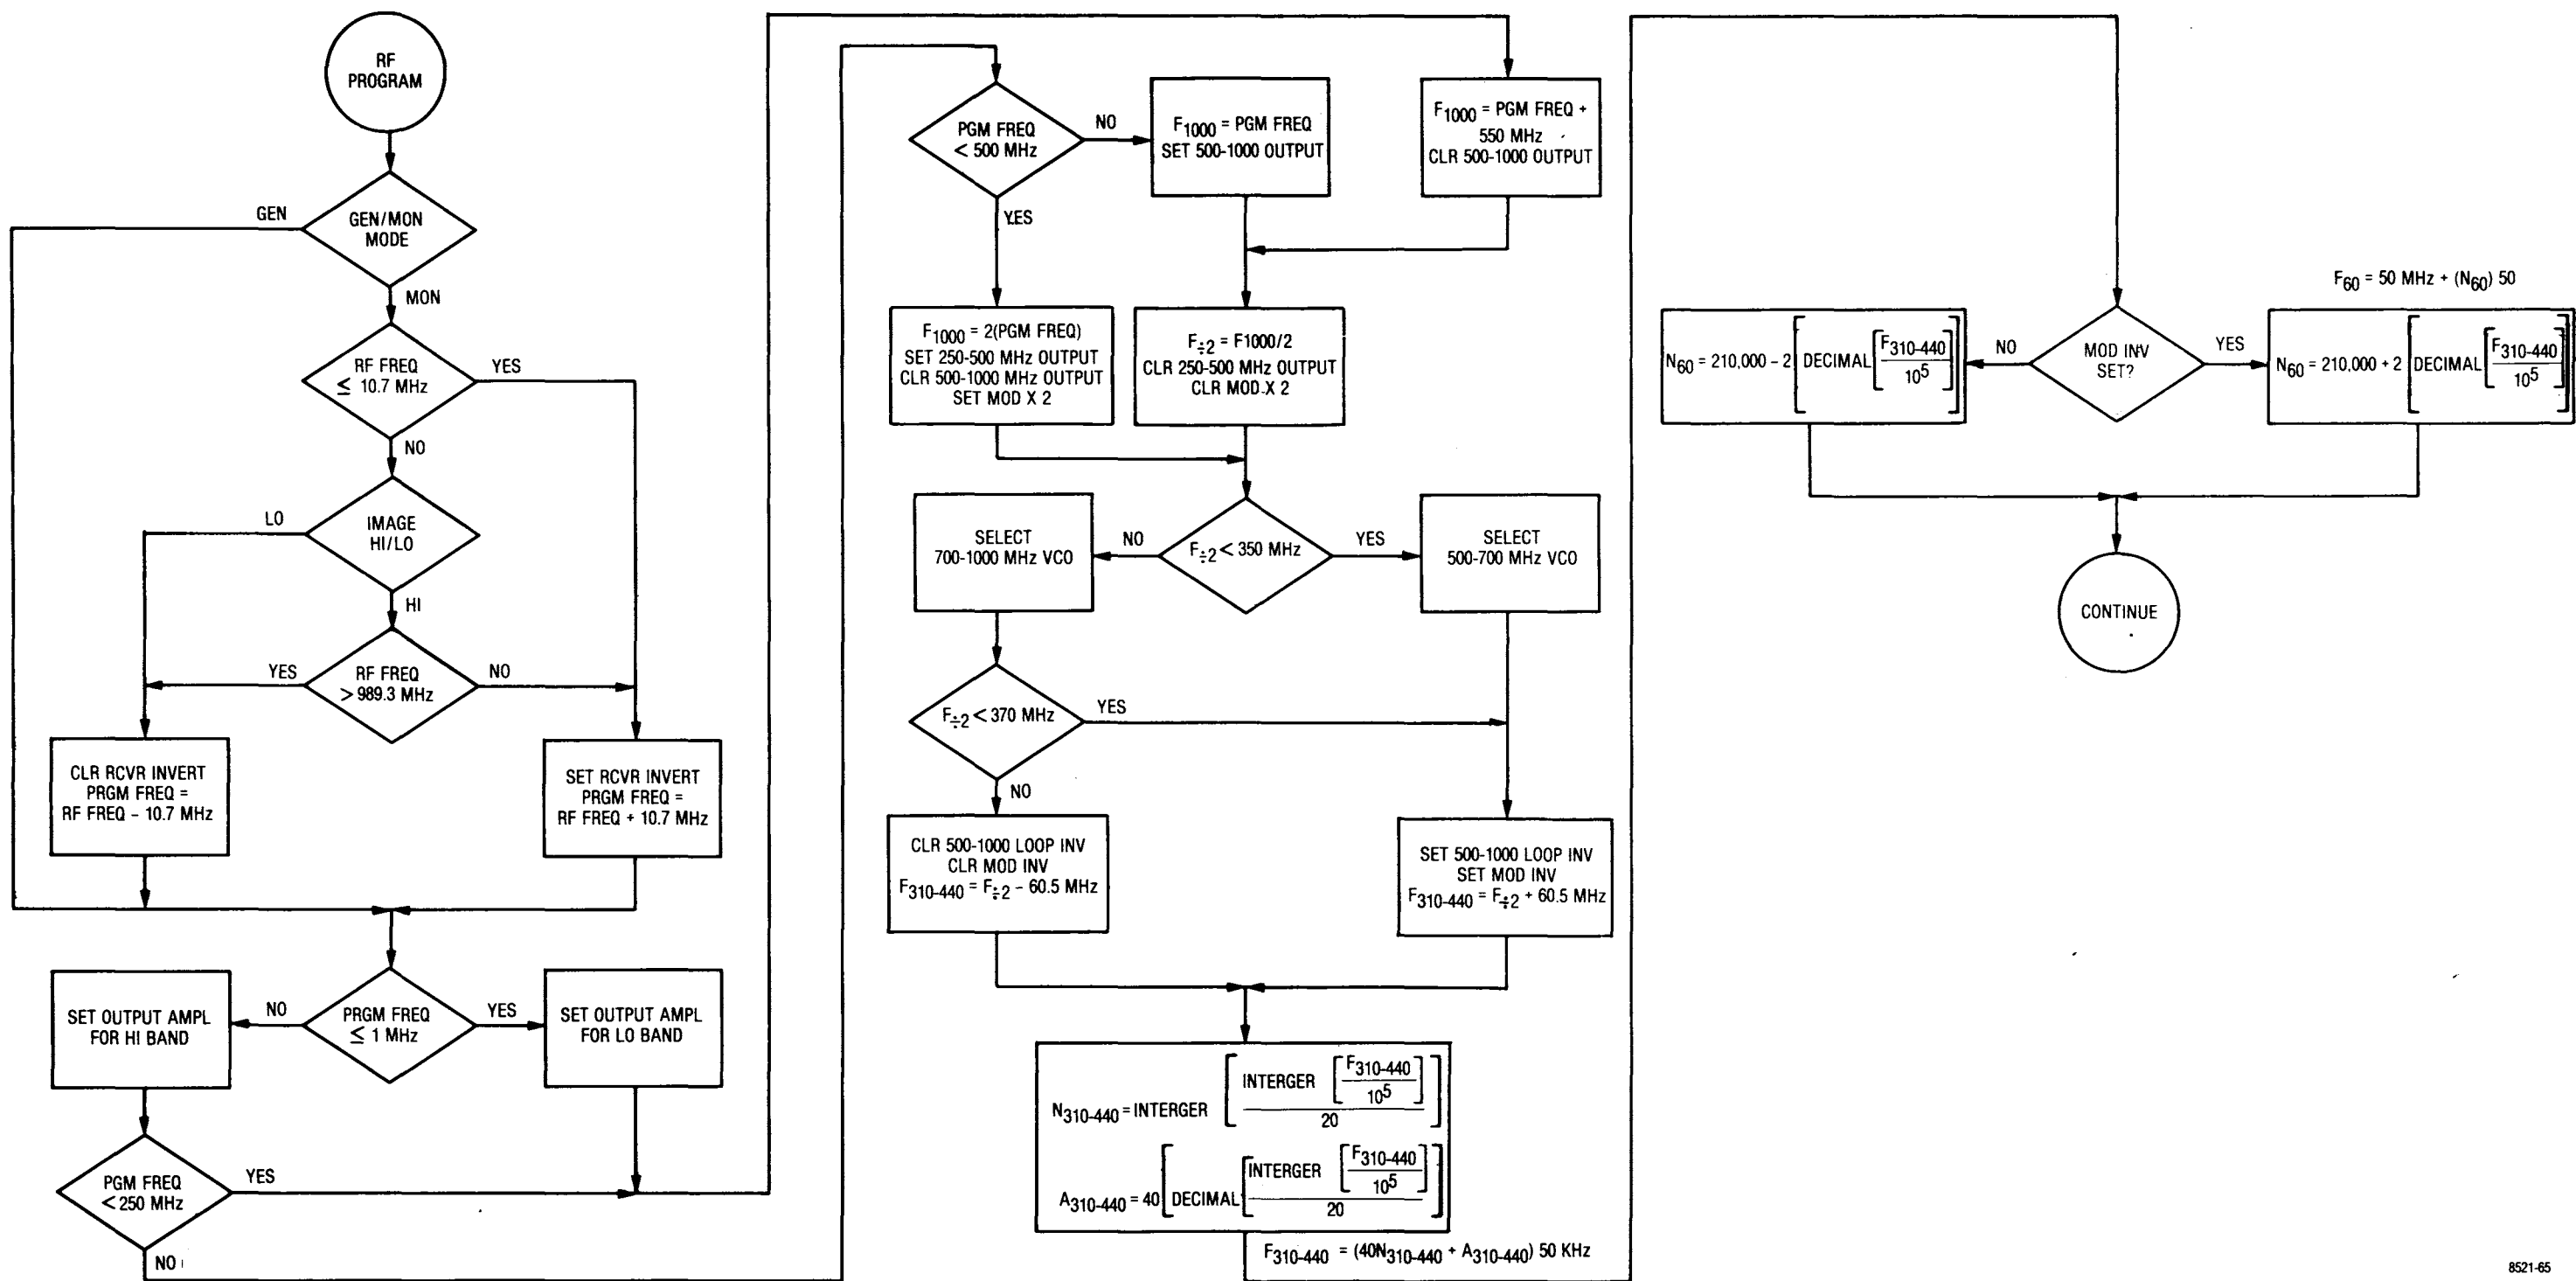 RF
PROGRAM
GEN/MON
MODE
GEN
MON
RF FREQ
≤ 10.7 MHz
YES
NO
IMAGE
HI/LO
LO
HI
RF FREQ
> 989.3 MHz
YES
NO
CLR RCVR INVERT
PRGM FREQ =
RF FREQ − 10.7 MHz
SET RCVR INVERT
PRGM FREQ =
RF FREQ + 10.7 MHz
PRGM FREQ
≤ 1 MHz
NO
YES
SET OUTPUT AMPL
FOR HI BAND
SET OUTPUT AMPL
FOR LO BAND
PGM FREQ
< 250 MHz
YES
NO
PGM FREQ
< 500 MHz
NO
YES
F1000 = PGM FREQ
SET 500-1000 OUTPUT
F1000 = PGM FREQ +
550 MHz
CLR 500-1000 OUTPUT
F1000 = 2(PGM FREQ)
SET 250-500 MHz OUTPUT
CLR 500-1000 MHz OUTPUT
SET MOD X 2
F÷2 = F1000/2
CLR 250-500 MHz OUTPUT
CLR MOD X 2
F÷2 < 350 MHz
NO
YES
SELECT
700-1000 MHz VCO
SELECT
500-700 MHz VCO
F÷2 < 370 MHz
YES
NO
CLR 500-1000 LOOP INV
CLR MOD INV
F310-440 = F÷2 − 60.5 MHz
SET 500-1000 LOOP INV
SET MOD INV
F310-440 = F÷2 + 60.5 MHz
N310-440 = INTERGER [INTERGER [F310-440 / 10^5] / 20]
A310-440 = 40 [DECIMAL [INTERGER [F310-440 / 10^5] / 20]]
F310-440 = (40N310-440 + A310-440) 50 KHz
MOD INV
SET?
NO
YES
N60 = 210,000 − 2 [DECIMAL [F310-440 / 10^5]]
F60 = 50 MHz + (N60) 50
N60 = 210,000 + 2 [DECIMAL [F310-440 / 10^5]]
CONTINUE
8521-65